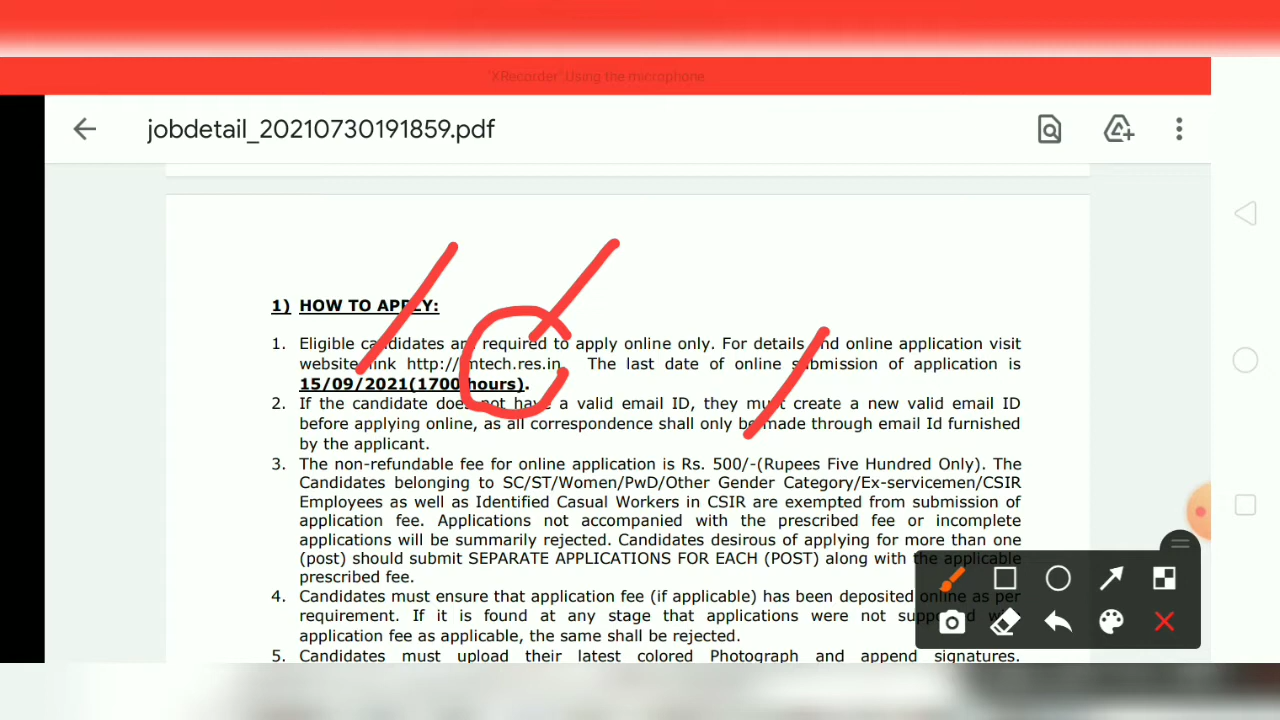 "XRecorder" Using the microphone
jobdetail_20210730191859.pdf
1) HOW TO APPLY:
1. Eligible candidates are required to apply online only. For details and online application visit
website link http://imtech.res.in. The last date of online submission of application is
15/09/2021(1700 hours).
2. If the candidate does not have a valid email ID, they must create a new valid email ID
before applying online, as all correspondence shall only be made through email Id furnished
by the applicant.
3. The non-refundable fee for online application is Rs. 500/-(Rupees Five Hundred Only). The
Candidates belonging to SC/ST/Women/PwD/Other Gender Category/Ex-servicemen/CSIR
Employees as well as Identified Casual Workers in CSIR are exempted from submission of
application fee. Applications not accompanied with the prescribed fee or incomplete
applications will be summarily rejected. Candidates desirous of applying for more than one
(post) should submit SEPARATE APPLICATIONS FOR EACH (POST) along with the applicable
prescribed fee.
4. Candidates must ensure that application fee (if applicable) has been deposited online as per
requirement. If it is found at any stage that applications were not supported with
application fee as applicable, the same shall be rejected.
5. Candidates must upload their latest colored Photograph and append signatures.